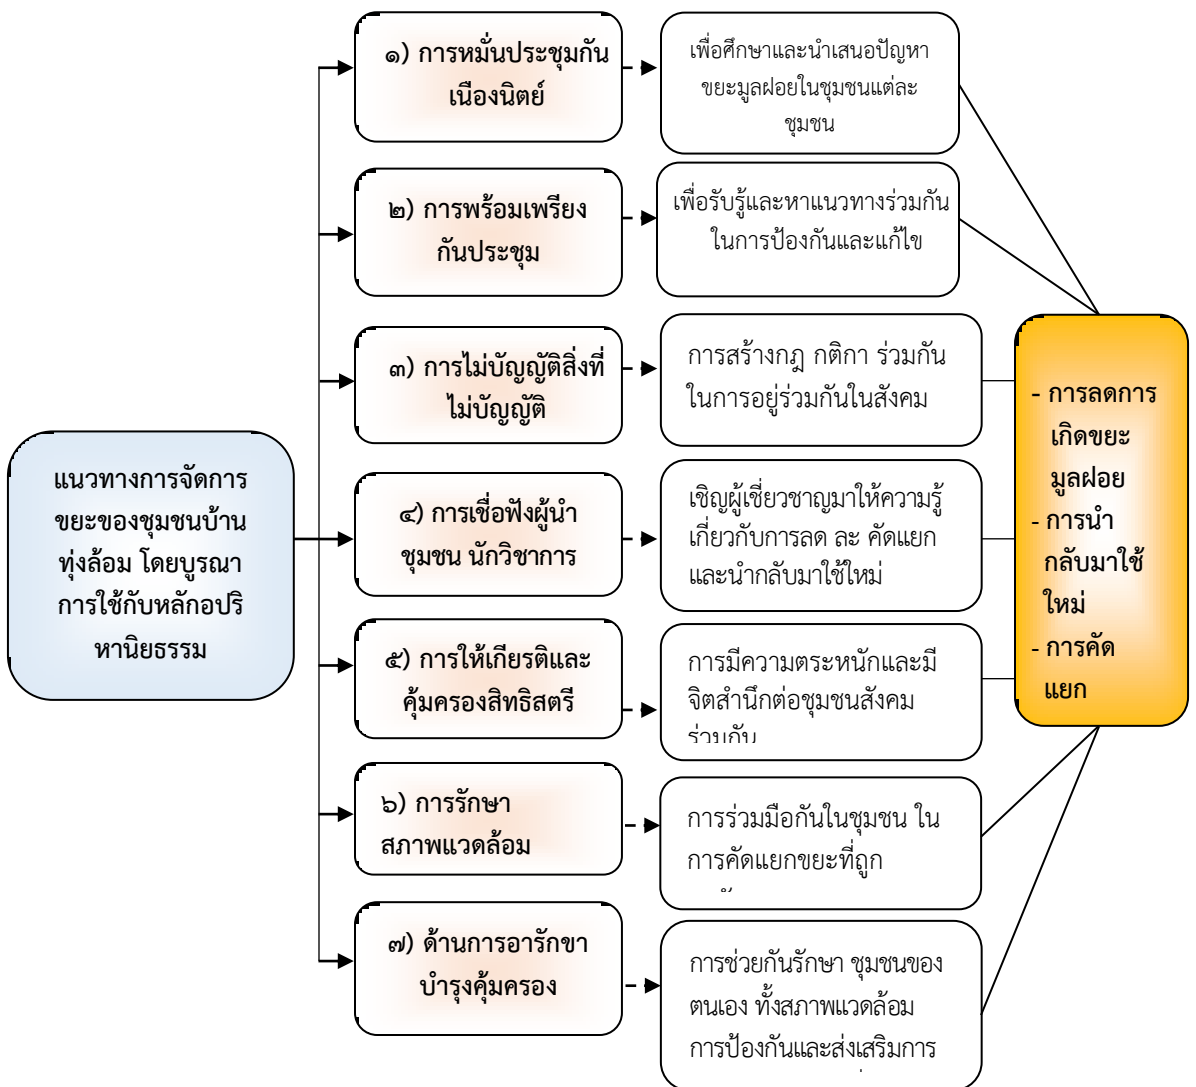 แนวทางการจัดการ
ขยะของชุมชนบ้าน
ทุ่งล้อม โดยบูรณา
การใช้กับหลักอปริ
หานิยธรรม
๑) การหมั่นประชุมกัน
เนืองนิตย์
เพื่อศึกษาและนำเสนอปัญหา
ขยะมูลฝอยในชุมชนแต่ละ
ชุมชน
๒) การพร้อมเพรียง
กันประชุม
เพื่อรับรู้และหาแนวทางร่วมกัน
ในการป้องกันและแก้ไข
๓) การไม่บัญญัติสิ่งที่
ไม่บัญญัติ
การสร้างกฎ กติกา ร่วมกัน
ในการอยู่ร่วมกันในสังคม
๔) การเชื่อฟังผู้นำ
ชุมชน นักวิชาการ
เชิญผู้เชี่ยวชาญมาให้ความรู้
เกี่ยวกับการลด ละ คัดแยก
และนำกลับมาใช้ใหม่
๕) การให้เกียรติและ
คุ้มครองสิทธิสตรี
การมีความตระหนักและมี
จิตสำนึกต่อชุมชนสังคม
ร่วมกัน
๖) การรักษา
สภาพแวดล้อม
การร่วมมือกันในชุมชน ใน
การคัดแยกขยะที่ถูก
๗) ด้านการอารักขา
บำรุงคุ้มครอง
การช่วยกันรักษา ชุมชนของ
ตนเอง ทั้งสภาพแวดล้อม
การป้องกันและส่งเสริมการ
- การลดการ
เกิดขยะ
มูลฝอย
- การนำ
กลับมาใช้
ใหม่
- การคัด
แยก